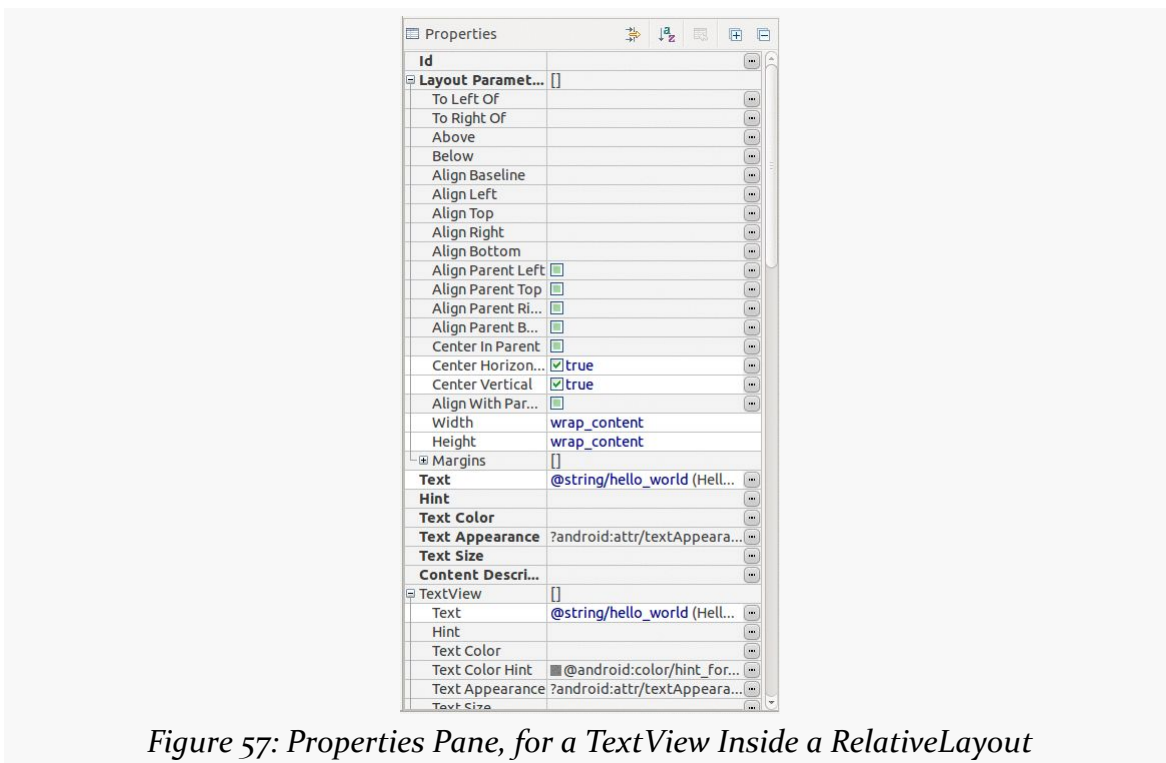 Properties
Id
Layout Paramet... []
To Left Of
To Right Of
Above
Below
Align Baseline
Align Left
Align Top
Align Right
Align Bottom
Align Parent Left
Align Parent Top
Align Parent Ri...
Align Parent B...
Center In Parent
Center Horizon... true
Center Vertical true
Align With Par...
Width wrap_content
Height wrap_content
Margins []
Text @string/hello_world (Hell...
Hint
Text Color
Text Appearance ?android:attr/textAppeara...
Text Size
Content Descri...
TextView []
Text @string/hello_world (Hell...
Hint
Text Color
Text Color Hint @android:color/hint_for...
Text Appearance ?android:attr/textAppeara...
Text Size
Figure 57: Properties Pane, for a TextView Inside a RelativeLayout